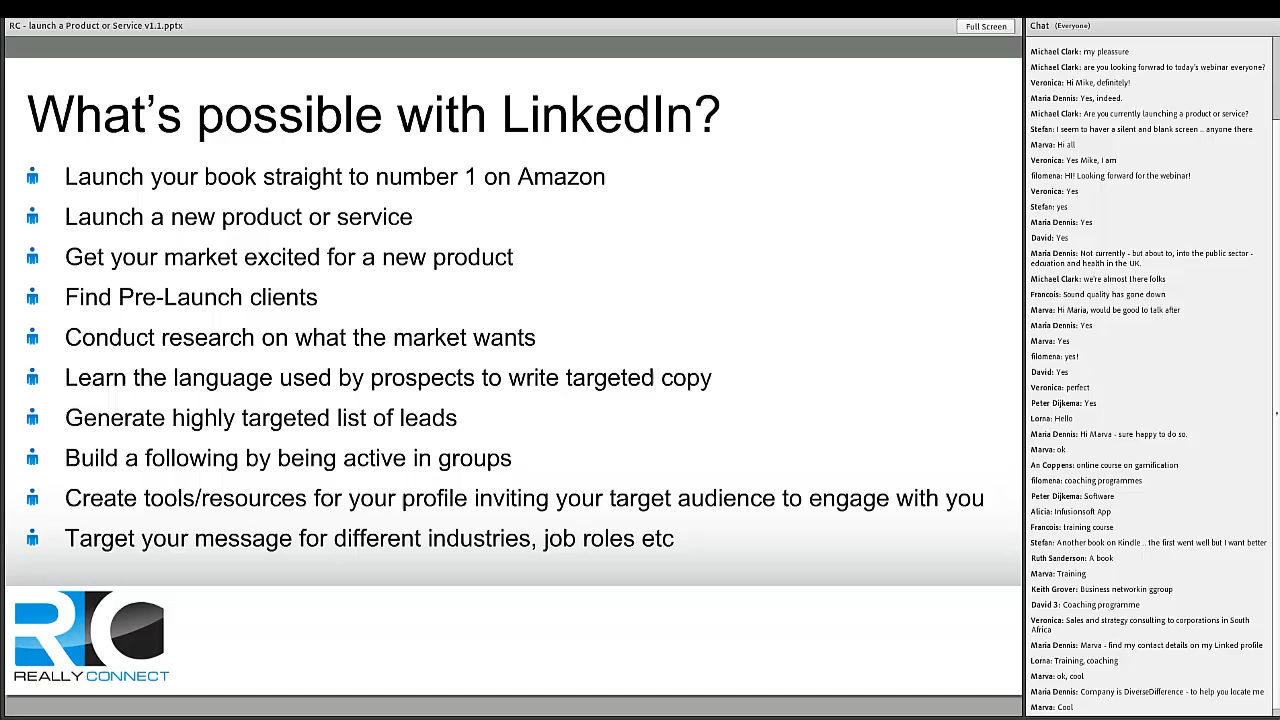 RC - launch a Product or Service v1.1.pptx
Full Screen
What's possible with LinkedIn?
Launch your book straight to number 1 on Amazon
Launch a new product or service
Get your market excited for a new product
Find Pre-Launch clients
Conduct research on what the market wants
Learn the language used by prospects to write targeted copy
Generate highly targeted list of leads
Build a following by being active in groups
Create tools/resources for your profile inviting your target audience to engage with you
Target your message for different industries, job roles etc
RC
REALLYCONNECT
Chat (Everyone)
Michael Clark: my pleassure
Michael Clark: are you looking forwrad to today's webinar everyone?
Veronica: Hi Mike, definitely!
Maria Dennis: Yes, indeed.
Michael Clark: Are you currently launching a product or service?
Stefan: I seem to haver a silent and blank screen .. anyone there
Marva: Hi all
Veronica: Yes Mike, I am
filomena: HI! Looking forward for the webinar!
Veronica: Yes
Stefan: yes
Maria Dennis: Yes
David: Yes
Maria Dennis: Not currently - but about to, into the public sector -
edcuation and health in the UK.
Michael Clark: we're almost there folks
Francois: Sound quality has gone down
Marva: Hi Maria, would be good to talk after
Maria Dennis: Yes
Marva: Yes
filomena: yes!
David: Yes
Veronica: perfect
Peter Dijkema: Yes
Lorna: Hello
Maria Dennis: Hi Marva - sure happy to do so.
Marva: ok
An Coppens: online course on gamification
filomena: coaching programmes
Peter Dijkema: Software
Alicia: Infusionsoft App
Francois: training course
Stefan: Another book on Kindle .. the first went well but I want better
Ruth Sanderson: A book
Marva: Training
Keith Grover: Business networkin ggroup
David 3: Coaching programme
Veronica: Sales and strategy consulting to corporations in South
Africa
Maria Dennis: Marva - find my contact details on my Linked profile
Lorna: Training, coaching
Marva: ok, cool
Maria Dennis: Company is DiverseDifference - to help you locate me
Marva: Cool